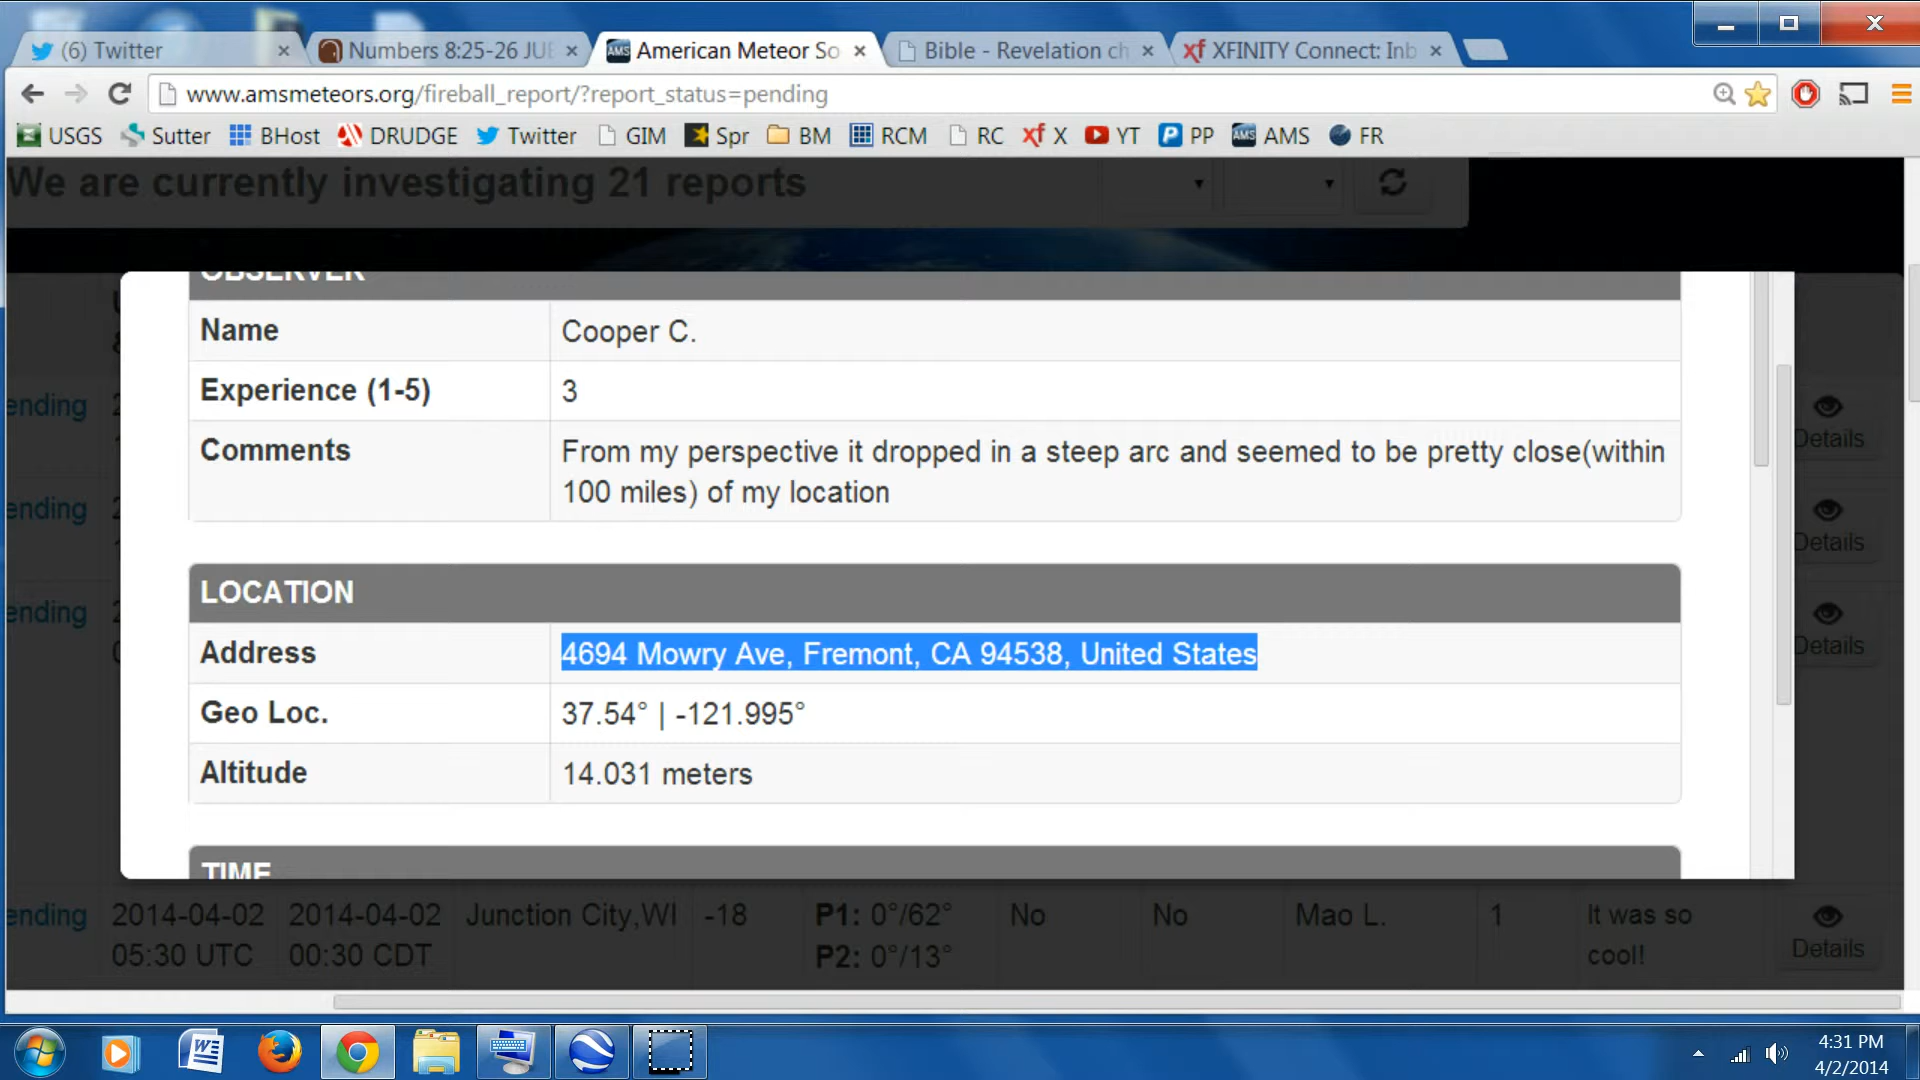 (6) Twitter
Numbers 8:25-26 JUB
American Meteor So
Bible - Revelation ch
XFINITY Connect: Inb
www.amsmeteors.org/fireball_report/?report_status=pending
USGS Sutter BHost DRUDGE Twitter GIM Spr BM RCM RC X YT PP AMS FR
We are currently investigating 21 reports
OBSERVER
Name Cooper C.
Experience (1-5) 3
Comments From my perspective it dropped in a steep arc and seemed to be pretty close(within
100 miles) of my location
ending
Details
ending
Details
ending
Details
LOCATION
Address 4694 Mowry Ave, Fremont, CA 94538, United States
Geo Loc. 37.54° | -121.995°
Altitude 14.031 meters
TIME
ending 2014-04-02 2014-04-02 Junction City,WI -18 P1: 0°/62° No No Mao L. 1 It was so
05:30 UTC 00:30 CDT P2: 0°/13° cool! Details
4:31 PM
4/2/2014